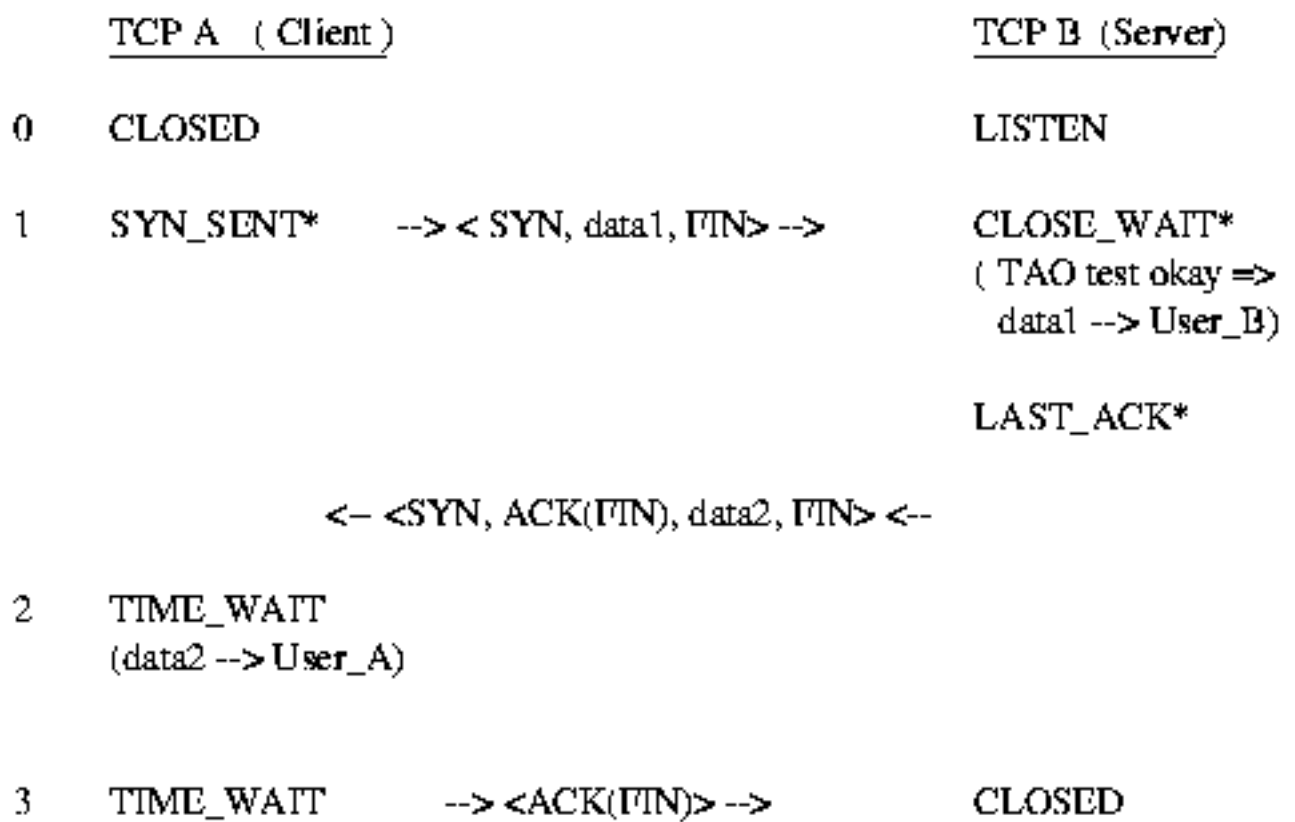 TCP A ( Client ) TCP B (Server)
0 CLOSED LISTEN
1 SYN_SENT* --> < SYN, data1, FIN> --> CLOSE_WAIT*
( TAO test okay =>
data1 --> User_B)
LAST_ACK*
<-- <SYN, ACK(FIN), data2, FIN> <--
2 TIME_WAIT
(data2 --> User_A)
3 TIME_WAIT --> <ACK(FIN)> --> CLOSED